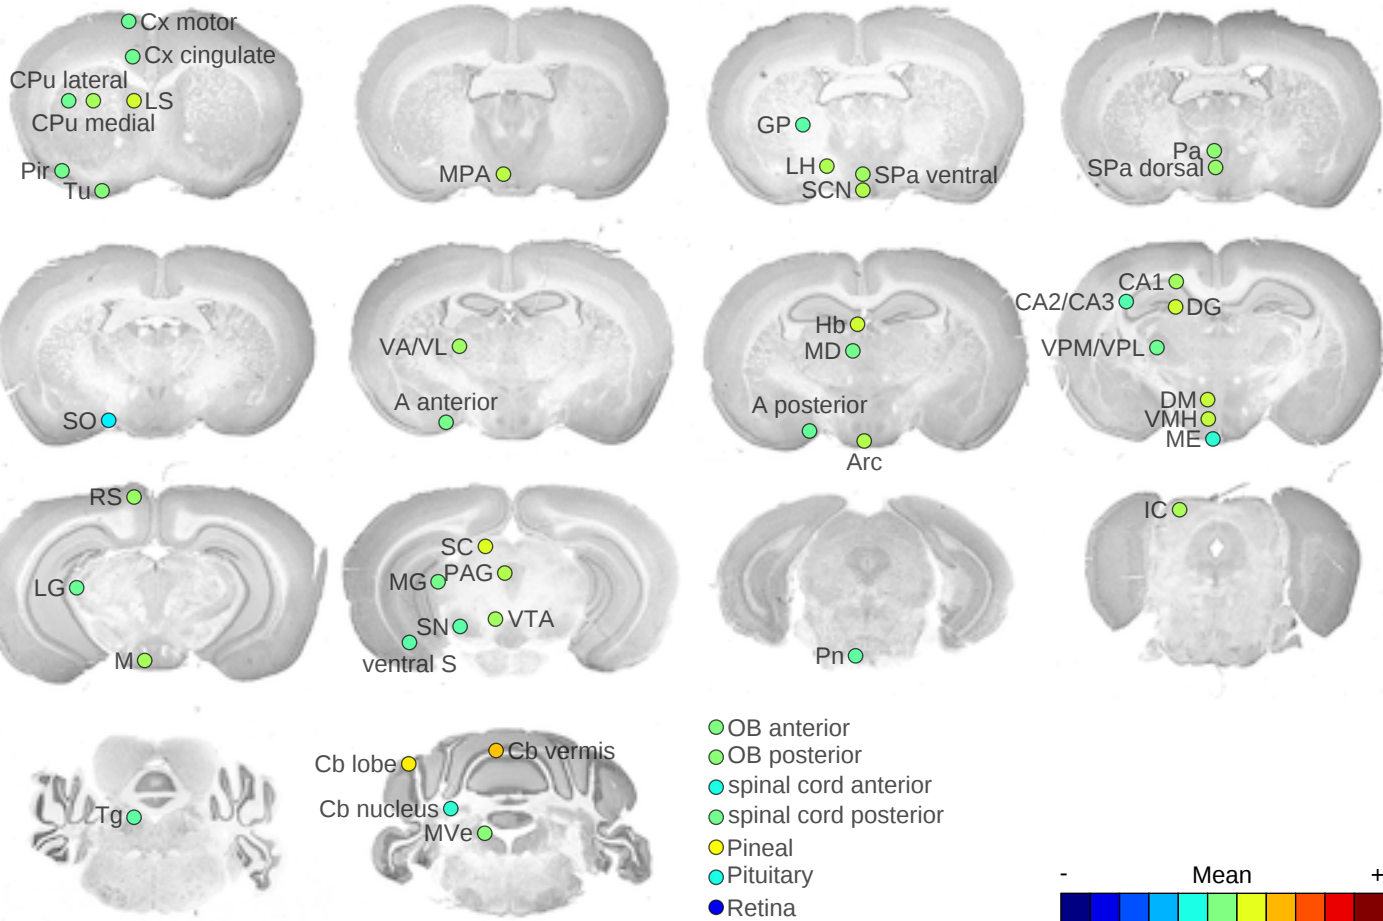 Cx motor
Cx cingulate
CPu lateral
LS
CPu medial
Pir
Tu
MPA
GP
LH
SPa ventral
SCN
Pa
SPa dorsal
SO
VA/VL
A anterior
Hb
MD
A posterior
Arc
CA1
CA2/CA3
DG
VPM/VPL
DM
VMH
ME
RS
LG
M
SC
PAG
MG
VTA
SN
ventral S
Pn
IC
Tg
Cb lobe
Cb vermis
Cb nucleus
MVe
OB anterior
OB posterior
spinal cord anterior
spinal cord posterior
Pineal
Pituitary
Retina
- Mean +